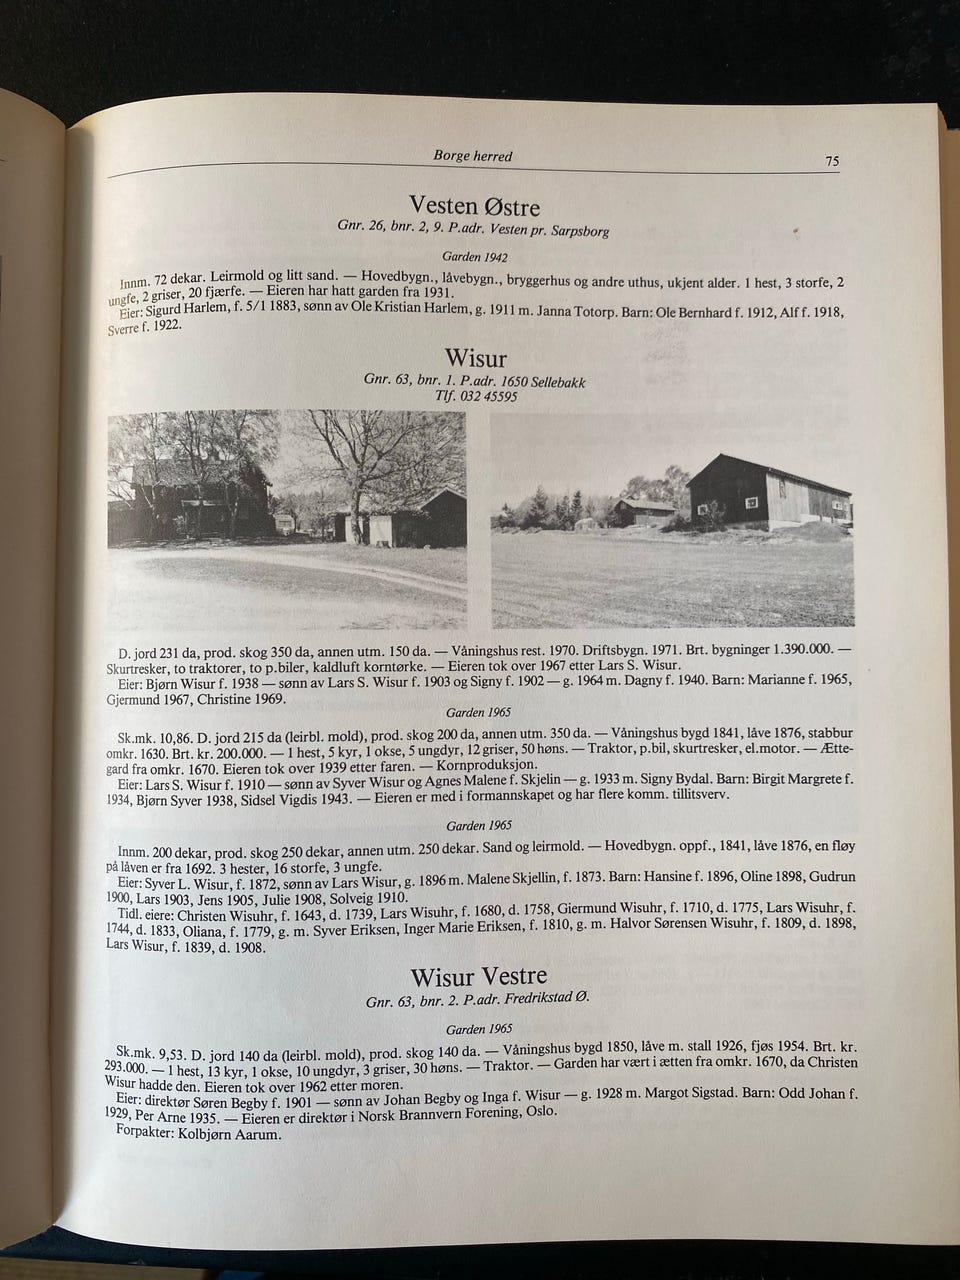 Borge herred
75
Vesten Østre
Gnr. 26, bnr. 2, 9. P.adr. Vesten pr. Sarpsborg
Garden 1942
Innm. 72 dekar. Leirmold og litt sand. — Hovedbygn., låvebygn., bryggerhus og andre uthus, ukjent alder. 1 hest, 3 storfe, 2
ungfe, 2 griser, 20 fjærfe. — Eieren har hatt garden fra 1931.
Eier: Sigurd Harlem, f. 5/1 1883, sønn av Ole Kristian Harlem, g. 1911 m. Janna Totorp. Barn: Ole Bernhard f. 1912, Alf f. 1918,
Sverre f. 1922.
Wisur
Gnr. 63, bnr. 1. P.adr. 1650 Sellebakk
Tlf. 032 45595
D. jord 231 da, prod. skog 350 da, annen utm. 150 da. — Våningshus rest. 1970. Driftsbygn. 1971. Brt. bygninger 1.390.000. —
Skurtresker, to traktorer, to p.biler, kaldluft korntørke. — Eieren tok over 1967 etter Lars S. Wisur.
Eier: Bjørn Wisur f. 1938 — sønn av Lars S. Wisur f. 1903 og Signy f. 1902 — g. 1964 m. Dagny f. 1940. Barn: Marianne f. 1965,
Gjermund 1967, Christine 1969.
Garden 1965
Sk.mk. 10,86. D. jord 215 da (leirbl. mold), prod. skog 200 da, annen utm. 350 da. — Våningshus bygd 1841, låve 1876, stabbur
omkr. 1630. Brt. kr. 200.000. — 1 hest, 5 kyr, 1 okse, 5 ungdyr, 12 griser, 50 høns. — Traktor, p.bil, skurtresker, el.motor. — Ætte-
gard fra omkr. 1670. Eieren tok over 1939 etter faren. — Kornproduksjon.
Eier: Lars S. Wisur f. 1910 — sønn av Syver Wisur og Agnes Malene f. Skjelin — g. 1933 m. Signy Bydal. Barn: Birgit Margrete f.
1934, Bjørn Syver 1938, Sidsel Vigdis 1943. — Eieren er med i formannskapet og har flere komm. tillitsverv.
Garden 1965
Innm. 200 dekar, prod. skog 250 dekar, annen utm. 250 dekar. Sand og leirmold. — Hovedbygn. oppf., 1841, låve 1876, en fløy
på låven er fra 1692. 3 hester, 16 storfe, 3 ungfe.
Eier: Syver L. Wisur, f. 1872, sønn av Lars Wisur, g. 1896 m. Malene Skjellin, f. 1873. Barn: Hansine f. 1896, Oline 1898, Gudrun
1900, Lars 1903, Jens 1905, Julie 1908, Solveig 1910.
Tidl. eiere: Christen Wisuhr, f. 1643, d. 1739, Lars Wisuhr, f. 1680, d. 1758, Giermund Wisuhr, f. 1710, d. 1775, Lars Wisuhr, f.
1744, d. 1833, Oliana, f. 1779, g. m. Syver Eriksen, Inger Marie Eriksen, f. 1810, g. m. Halvor Sørensen Wisuhr, f. 1809, d. 1898,
Lars Wisur, f. 1839, d. 1908.
Wisur Vestre
Gnr. 63, bnr. 2. P.adr. Fredrikstad Ø.
Garden 1965
Sk.mk. 9,53. D. jord 140 da (leirbl. mold), prod. skog 140 da. — Våningshus bygd 1850, låve m. stall 1926, fjøs 1954. Brt. kr.
293.000. — 1 hest, 13 kyr, 1 okse, 10 ungdyr, 3 griser, 30 høns. — Traktor. — Garden har vært i ætten fra omkr. 1670, da Christen
Wisur hadde den. Eieren tok over 1962 etter moren.
Eier: direktør Søren Begby f. 1901 — sønn av Johan Begby og Inga f. Wisur — g. 1928 m. Margot Sigstad. Barn: Odd Johan f.
1929, Per Arne 1935. — Eieren er direktør i Norsk Brannvern Forening, Oslo.
Forpakter: Kolbjørn Aarum.